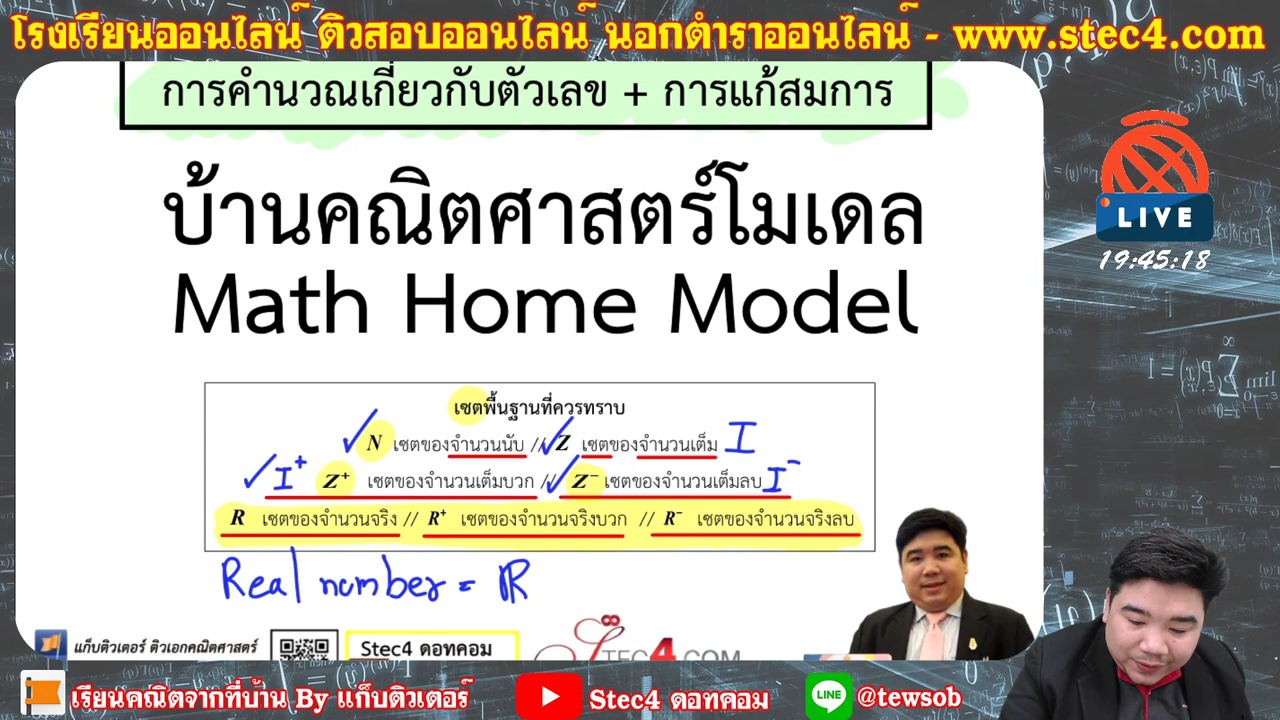 โรงเรียนออนไลน์ ติวสอบออนไลน์ นอกตำราออนไลน์ - www.stec4.com
การคำนวณเกี่ยวกับตัวเลข + การแก้สมการ
LIVE
19:45:18
บ้านคณิตศาสตร์โมเดล
Math Home Model
เซตพื้นฐานที่ควรทราบ
N เซตของจำนวนนับ // Z เซตของจำนวนเต็ม I
I⁺ Z⁺ เซตของจำนวนเต็มบวก // Z⁻ เซตของจำนวนเต็มลบ I⁻
R เซตของจำนวนจริง // R⁺ เซตของจำนวนจริงบวก // R⁻ เซตของจำนวนจริงลบ
Real number = ℝ
แก็บติวเตอร์ ติวเอกคณิตศาสตร์
Stec4 ดอทคอม
STEC4.COM
เรียนคณิตจากที่บ้าน By แก็บติวเตอร์
Stec4 ดอทคอม
LINE
@tewsob